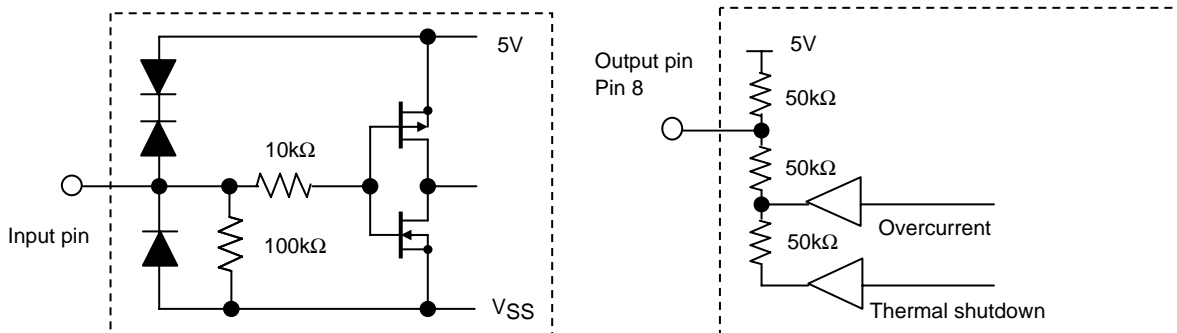 5V
10kΩ
Input pin
100kΩ
VSS
Output pin
Pin 8
5V
50kΩ
50kΩ
Overcurrent
50kΩ
Thermal shutdown